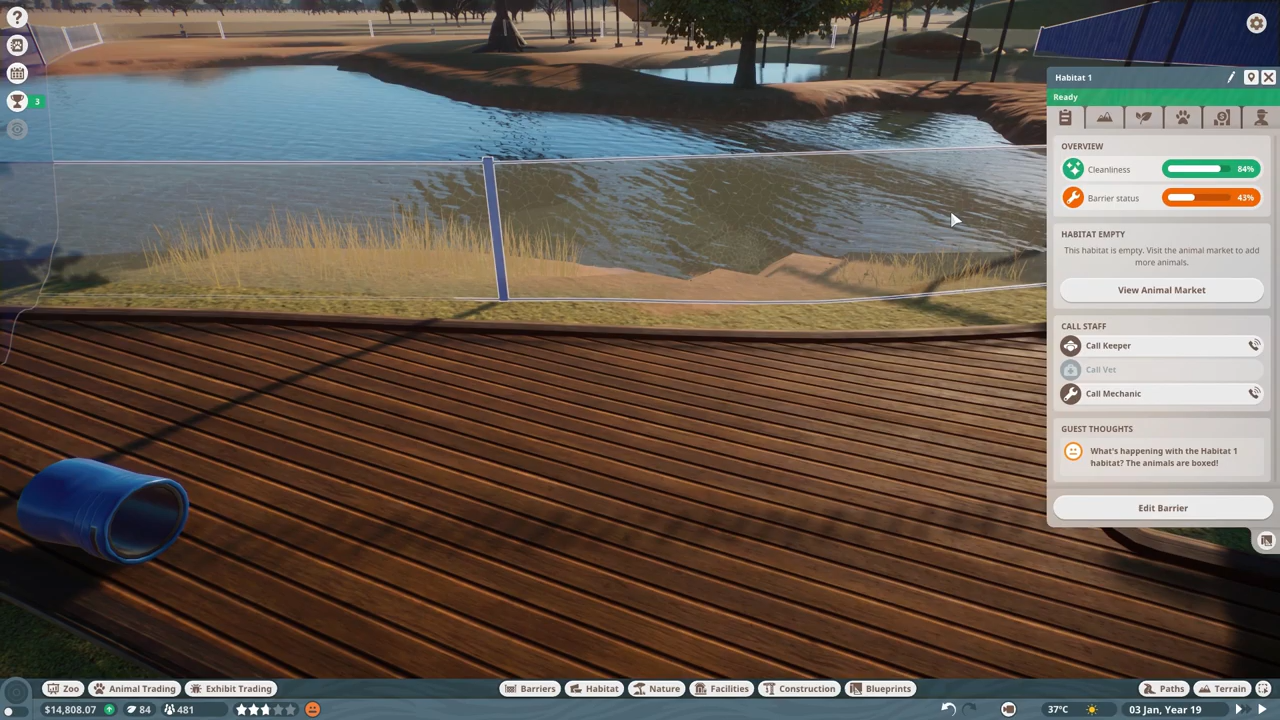 ?
3
Habitat 1
Ready
OVERVIEW
Cleanliness 84%
Barrier status 43%
HABITAT EMPTY
This habitat is empty. Visit the animal market to add
more animals.
View Animal Market
CALL STAFF
Call Keeper
Call Vet
Call Mechanic
GUEST THOUGHTS
What's happening with the Habitat 1
habitat? The animals are boxed!
Edit Barrier
Zoo Animal Trading Exhibit Trading Barriers Habitat Nature Facilities Construction Blueprints Paths Terrain
$14,808.07 84 481 37°C 03 Jan, Year 19